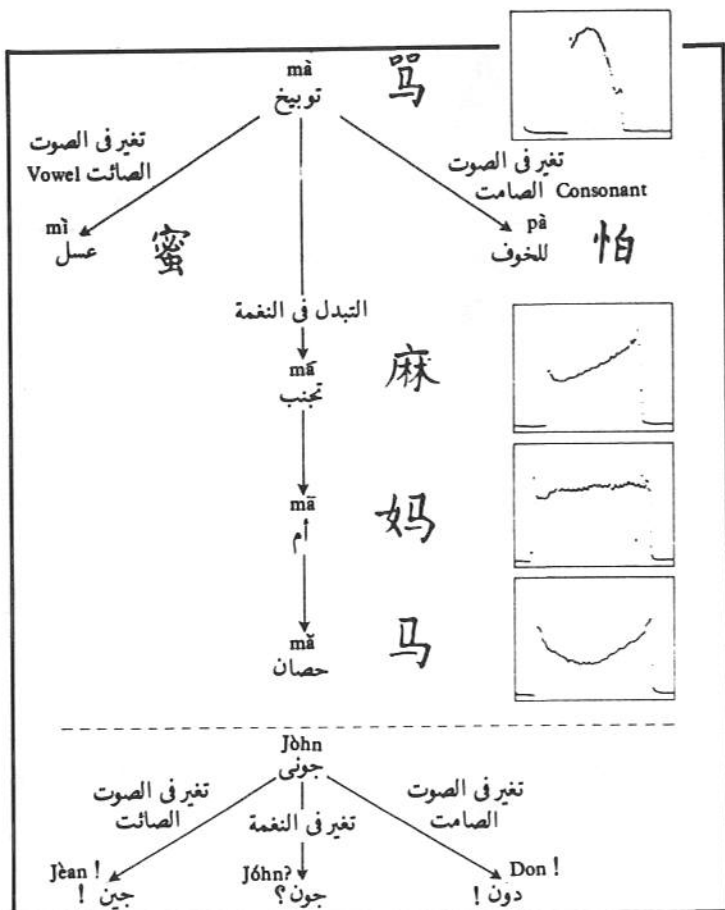 mà
توبيخ
骂
تغير فى الصوت
الصائت Vowel
تغير فى الصوت
الصامت Consonant
mì
عسل
蜜
pà
للخوف
怕
التبدل فى النغمة
má
تجنب
麻
mā
أم
妈
mǎ
حصان
马
Jòhn
جونى
تغير فى الصوت
الصائت
تغير فى النغمة
تغير فى الصوت
الصامت
Jèan !
جين !
Jóhn?
جون؟
Don !
دون !